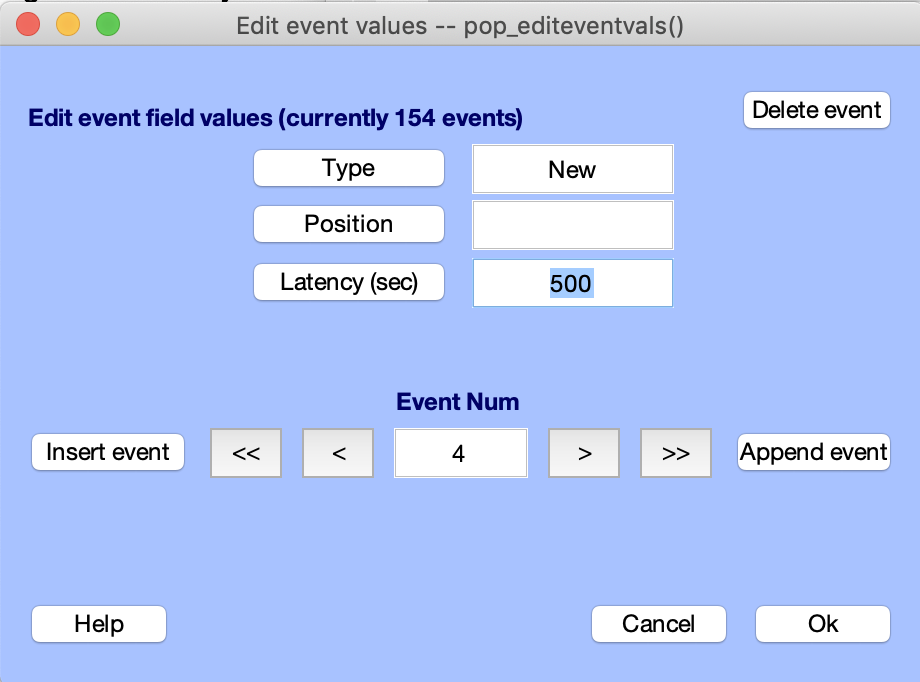 Edit event values -- pop_editeventvals()
Edit event field values (currently 154 events)
Delete event
Type
New
Position
Latency (sec)
500
Event Num
Insert event
<<
<
4
>
>>
Append event
Help
Cancel
Ok